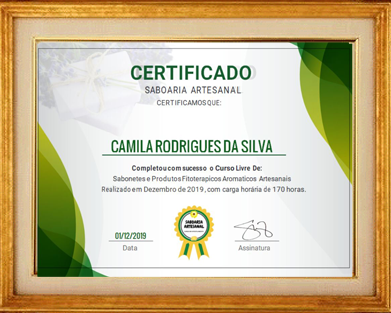 CERTIFICADO
SABOARIA ARTESANAL
CERTIFICAMOS QUE:
CAMILA RODRIGUES DA SILVA
Completou com sucesso o Curso Livre De:
Sabonetes e Produtos Fitoterapicos Aromaticos Artesanais
Realizado em Dezembro de 2019, com carga horária de 170 horas.
01/12/2019
Data
SABOARIA
ARTESANAL
Assinatura